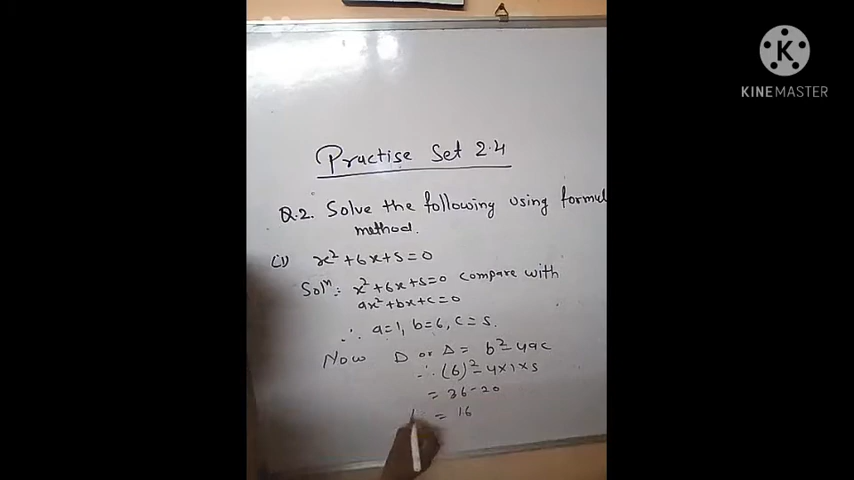 Practise Set 2.4
Q.2. Solve the following using formul
method.
(i) x² + 6x + 5 = 0
Solⁿ: x² + 6x + 5 = 0 compare with
ax² + bx + c = 0
∴ a = 1, b = 6, c = 5.
Now D or Δ = b² - 4ac
∴ (6)² - 4×1×5
= 36 - 20
= 16
K
KINEMASTER